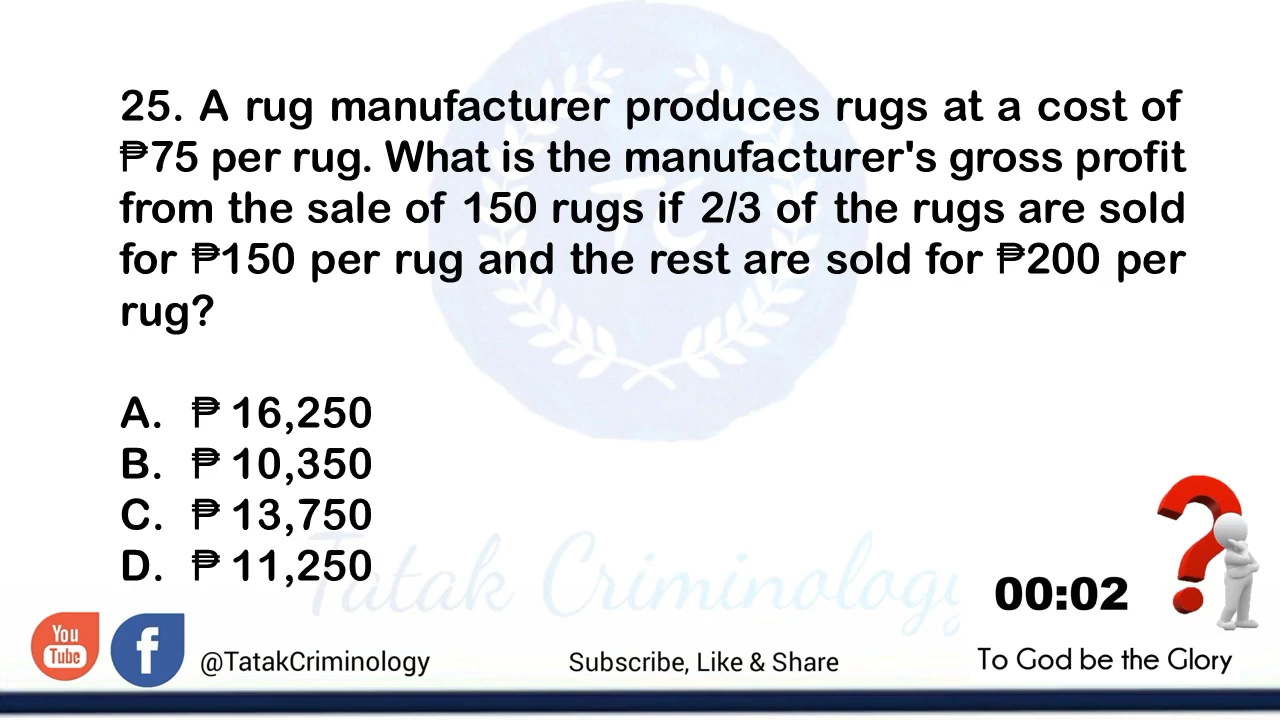 25. A rug manufacturer produces rugs at a cost of
₱75 per rug. What is the manufacturer's gross profit
from the sale of 150 rugs if 2/3 of the rugs are sold
for ₱150 per rug and the rest are sold for ₱200 per
rug?
A. ₱ 16,250
B. ₱ 10,350
C. ₱ 13,750
D. ₱ 11,250
TC
Tatak Criminology
00:02
You
Tube
f
@TatakCriminology
Subscribe, Like & Share
To God be the Glory